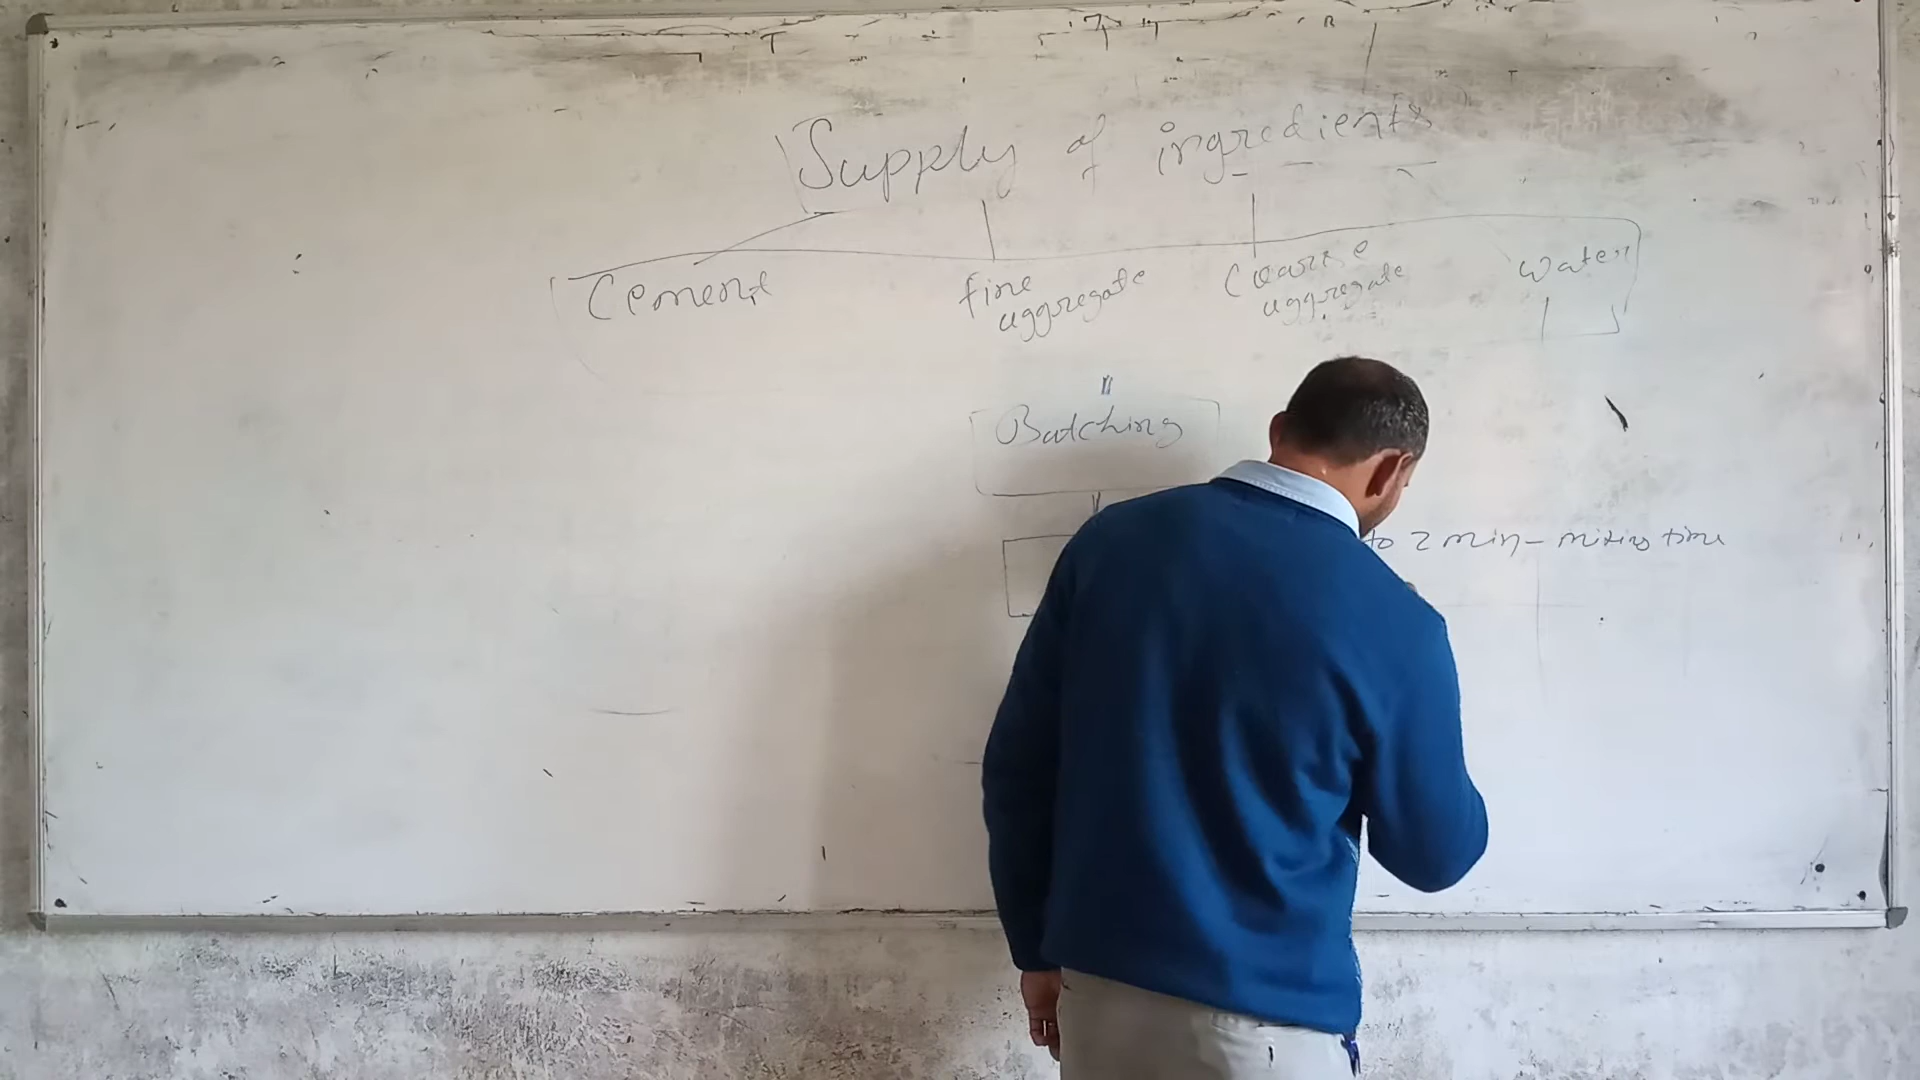 Supply of ingredients
Cement
fine
aggregate
Coarse
aggregate
water
Batching
to 2 min - mixing time